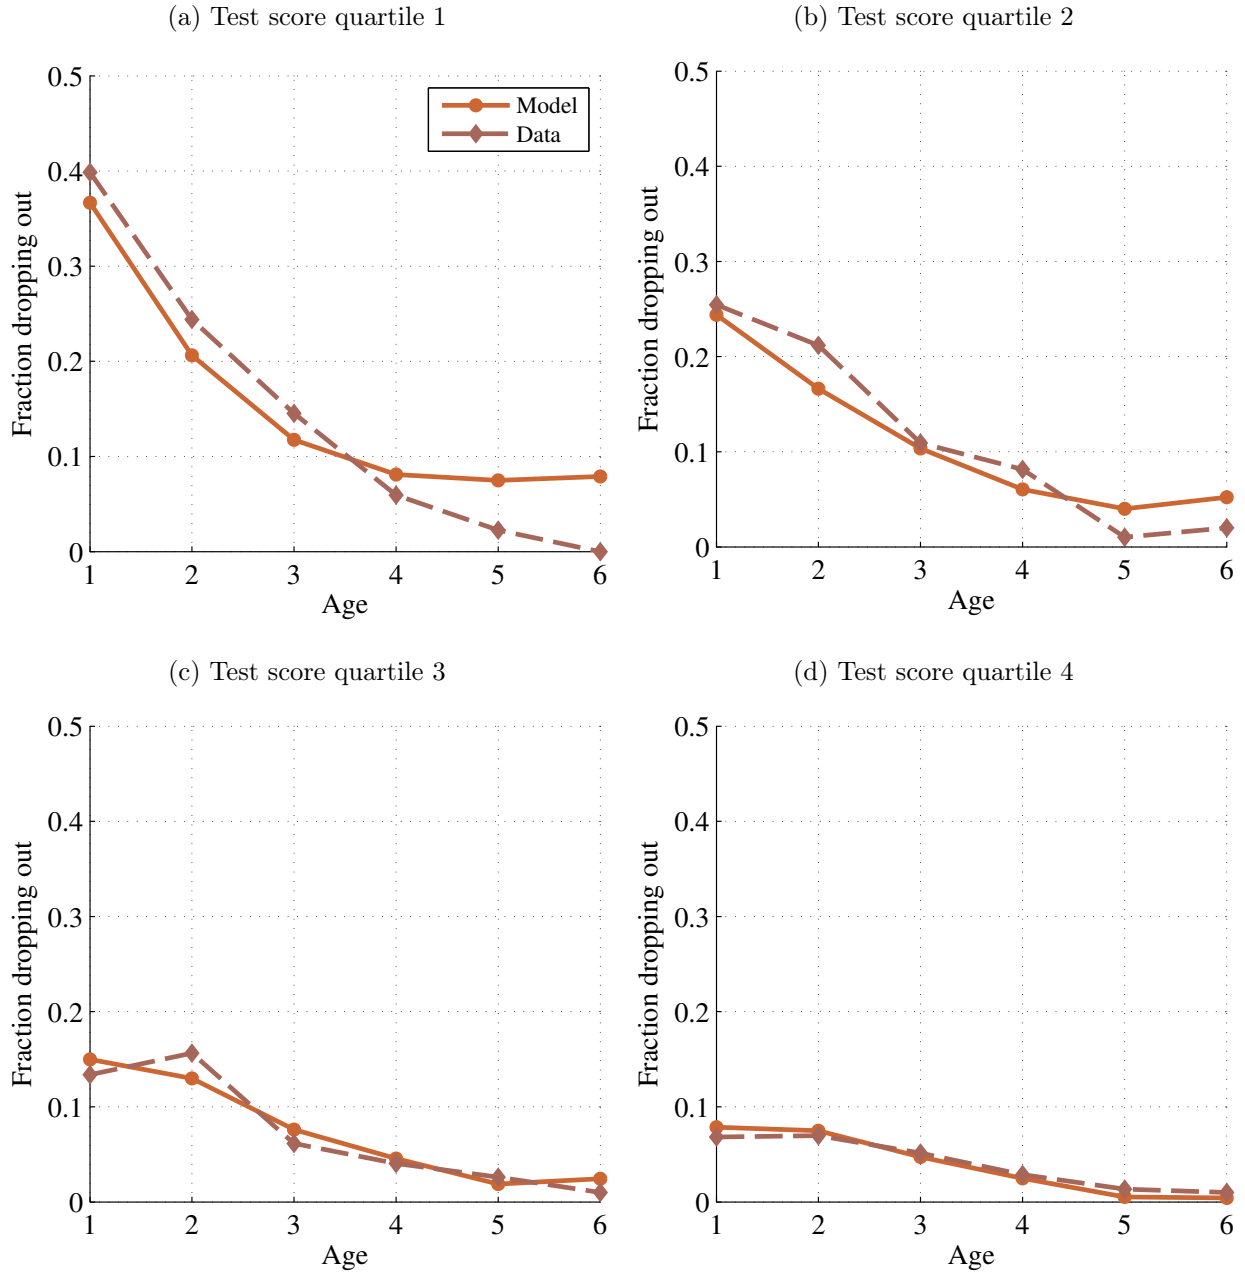 (a) Test score quartile 1
0.5
0.4
0.3
0.2
0.1
0
Fraction dropping out
Model
Data
1 2 3 4 5 6
Age
(b) Test score quartile 2
0.5
0.4
0.3
0.2
0.1
0
Fraction dropping out
1 2 3 4 5 6
Age
(c) Test score quartile 3
0.5
0.4
0.3
0.2
0.1
0
Fraction dropping out
1 2 3 4 5 6
Age
(d) Test score quartile 4
0.5
0.4
0.3
0.2
0.1
0
Fraction dropping out
1 2 3 4 5 6
Age